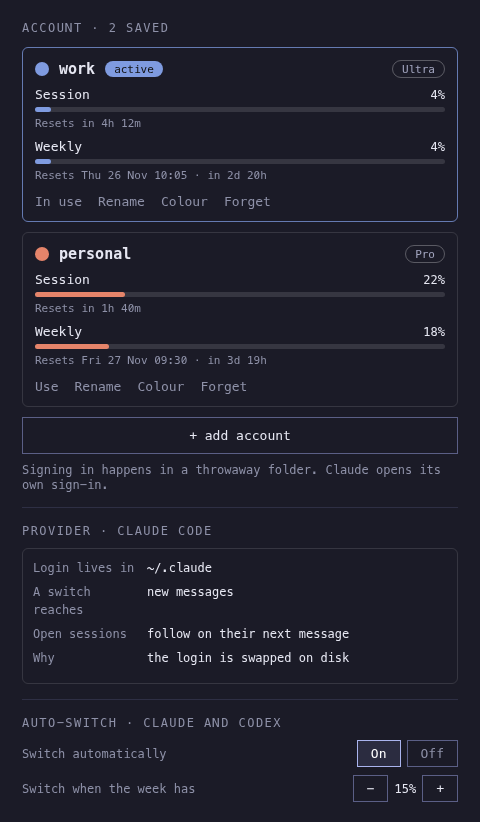 ACCOUNT · 2 SAVED
work active Ultra
Session 4%
Resets in 4h 12m
Weekly 4%
Resets Thu 26 Nov 10:05 · in 2d 20h
In use Rename Colour Forget
personal Pro
Session 22%
Resets in 1h 40m
Weekly 18%
Resets Fri 27 Nov 09:30 · in 3d 19h
Use Rename Colour Forget
+ add account
Signing in happens in a throwaway folder. Claude opens its
own sign-in.
PROVIDER · CLAUDE CODE
Login lives in ~/.claude
A switch new messages
reaches
Open sessions follow on their next message
Why the login is swapped on disk
AUTO-SWITCH · CLAUDE AND CODEX
Switch automatically On Off
Switch when the week has − 15% +